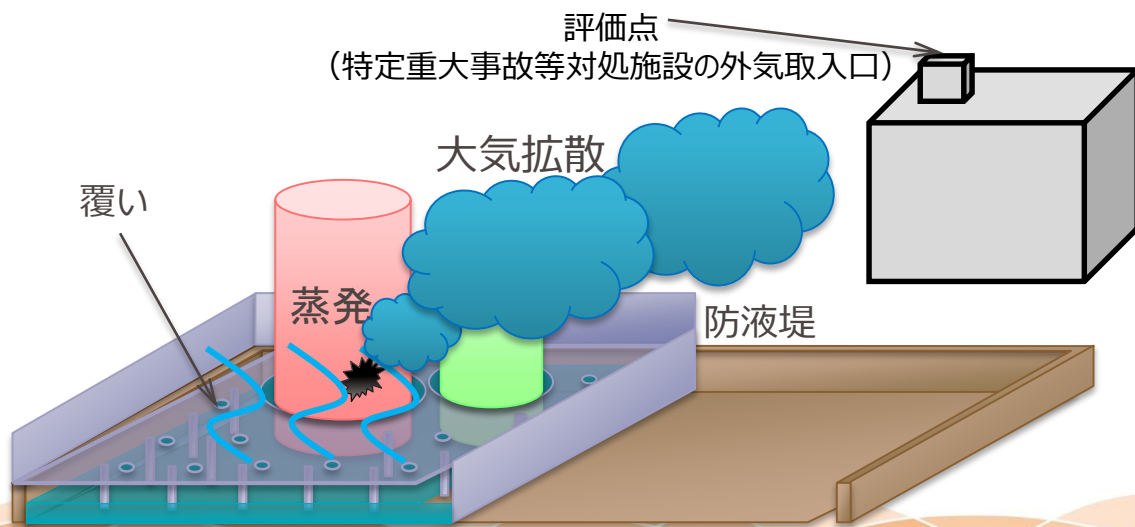 評価点
（特定重大事故等対処施設の外気取入口）
大気拡散
覆い
蒸発
防液堤